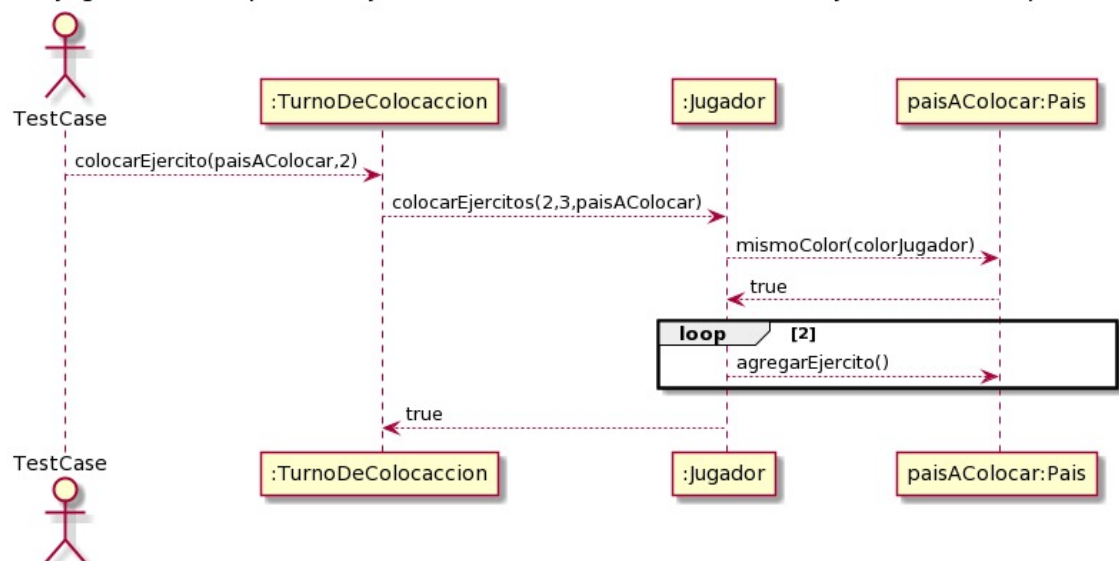 TestCase
:TurnoDeColocaccion
:Jugador
paisAColocar:Pais
colocarEjercito(paisAColocar,2)
colocarEjercitos(2,3,paisAColocar)
mismoColor(colorJugador)
true
loop [2]
agregarEjercito()
true
TestCase
:TurnoDeColocaccion
:Jugador
paisAColocar:Pais